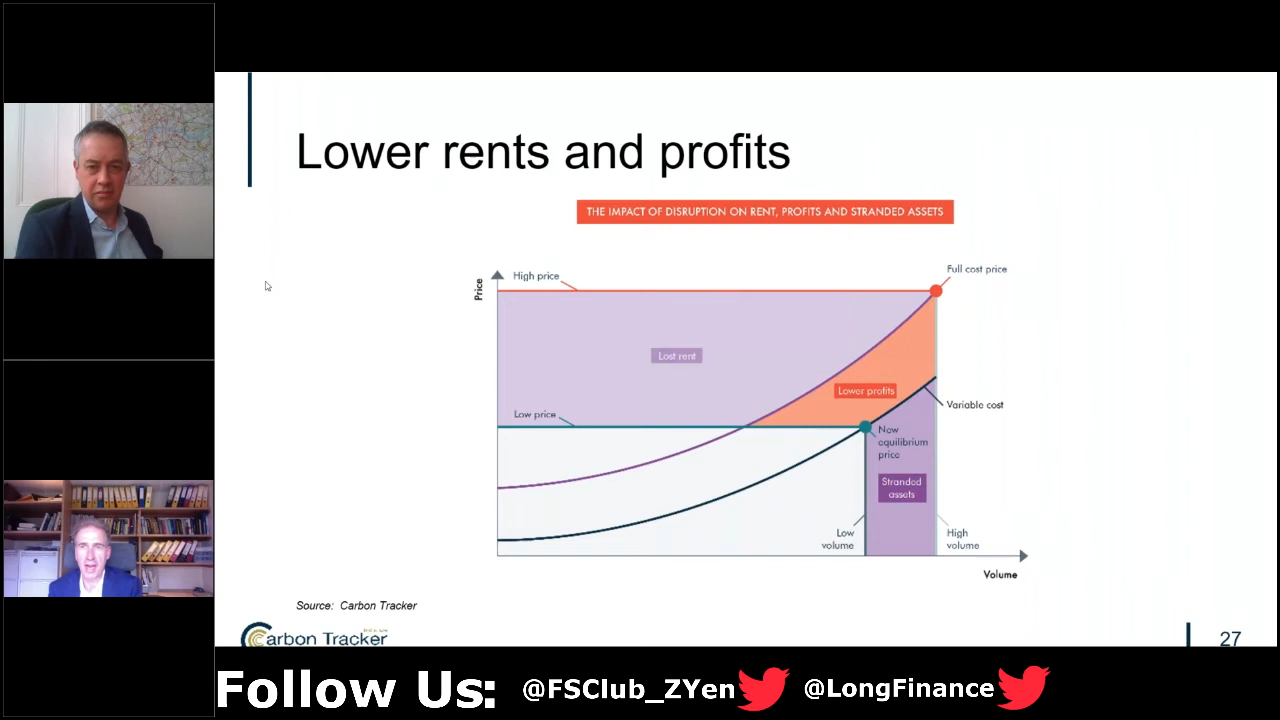 Lower rents and profits
THE IMPACT OF DISRUPTION ON RENT, PROFITS AND STRANDED ASSETS
Full cost price
High price
Price
Lost rent
Lower profits
Variable cost
Low price
New
equilibrium
price
Stranded
assets
Low
volume
High
volume
Volume
Source: Carbon Tracker
Carbon Tracker
27
Follow Us: @FSClub_ZYen @LongFinance